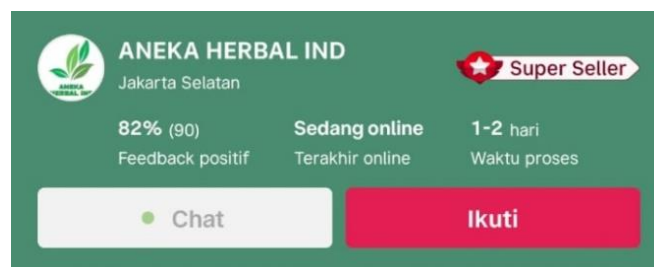 ANEKA HERBAL IND
Jakarta Selatan
Super Seller
82% (90)
Feedback positif
Sedang online
Terakhir online
1-2 hari
Waktu proses
Chat
Ikuti